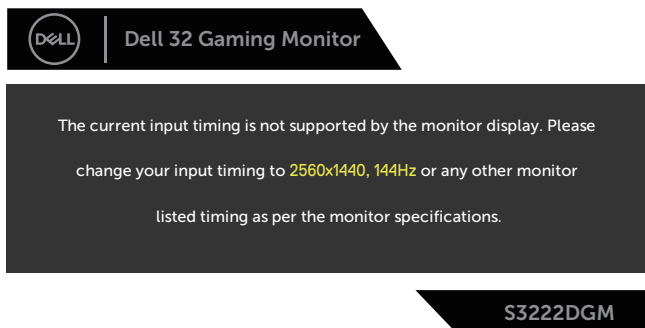 DELL
Dell 32 Gaming Monitor
The current input timing is not supported by the monitor display. Please
change your input timing to 2560x1440, 144Hz or any other monitor
listed timing as per the monitor specifications.
S3222DGM